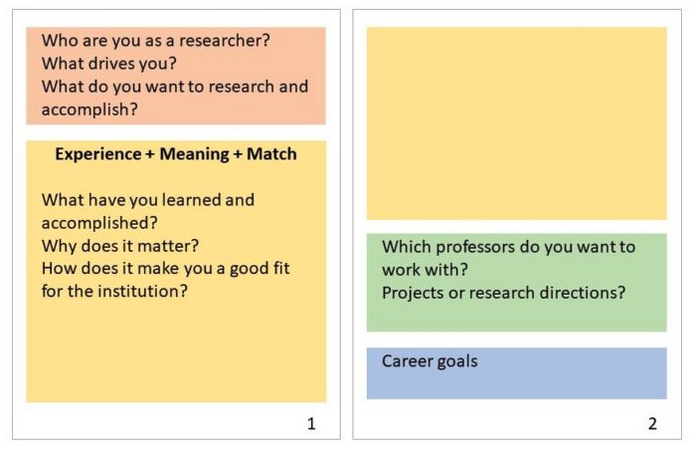 Who are you as a researcher?
What drives you?
What do you want to research and
accomplish?
Experience + Meaning + Match
What have you learned and
accomplished?
Why does it matter?
How does it make you a good fit
for the institution?
1
Which professors do you want to
work with?
Projects or research directions?
Career goals
2